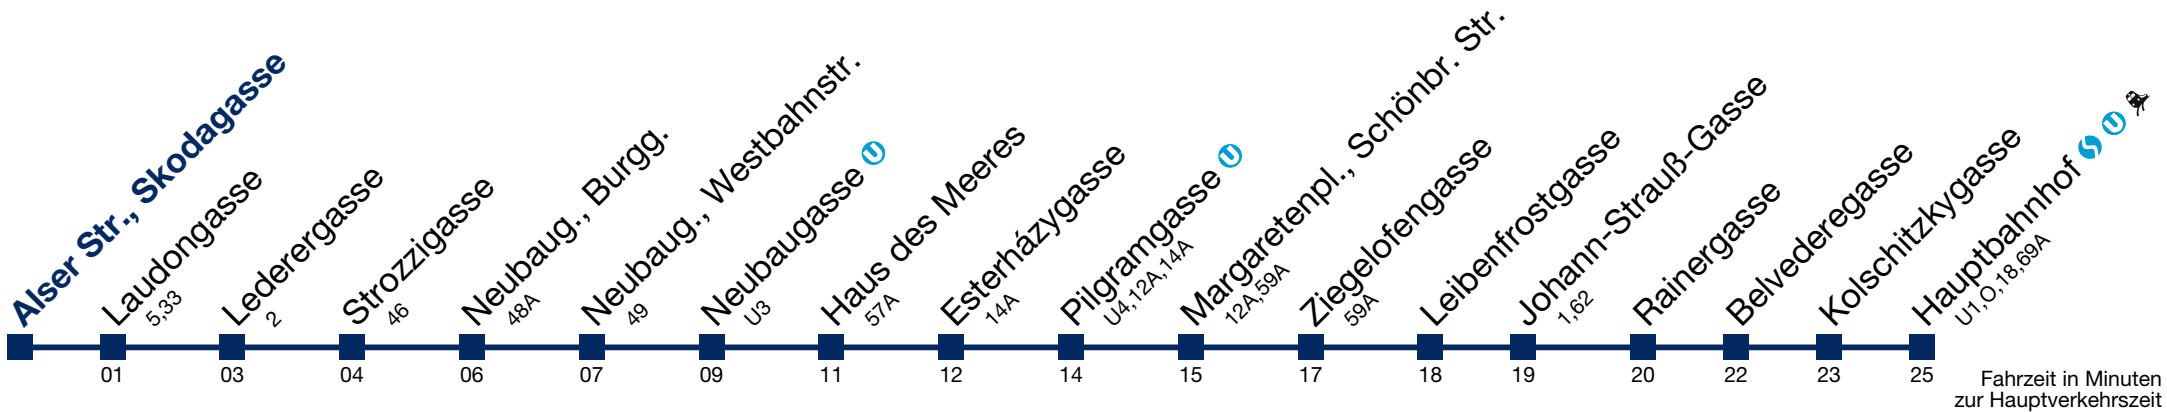 Alser Str., Skodagasse
Laudongasse
5,33
Lederergasse
2
Strozzigasse
46
Neubaug., Burgg.
48A
Neubaug., Westbahnstr.
49
Neubaugasse U
U3
Haus des Meeres
57A
Esterházygasse
14A
Pilgramgasse U
U4,12A,14A
Margaretenpl., Schönbr. Str.
12A,59A
Ziegelofengasse
59A
Leibenfrostgasse
Johann-Strauß-Gasse
1,62
Rainergasse
Belvederegasse
Kolschitzkygasse
Hauptbahnhof S U
U1,O,18,69A
01 03 04 06 07 09 11 12 14 15 17 18 19 20 22 23 25
Fahrzeit in Minuten
zur Hauptverkehrszeit